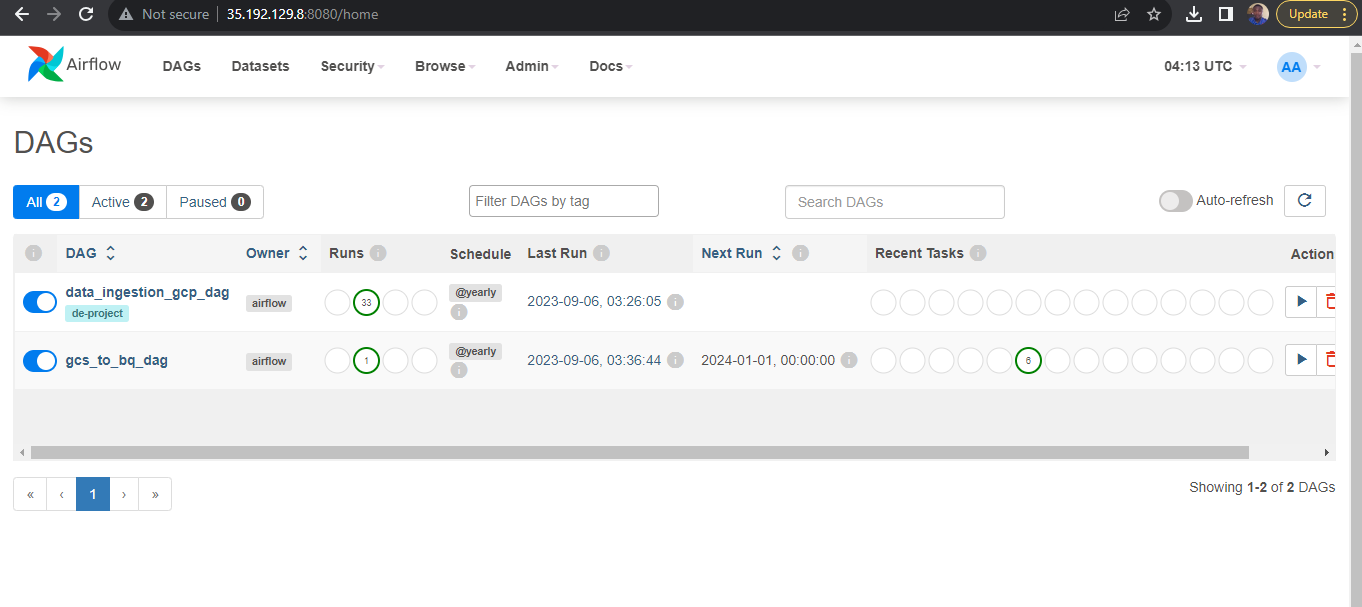 Not secure 35.192.129.8:8080/home Update
Airflow DAGs Datasets Security Browse Admin Docs 04:13 UTC AA
DAGs
All 2 Active 2 Paused 0 Filter DAGs by tag Search DAGs Auto-refresh
DAG Owner Runs Schedule Last Run Next Run Recent Tasks Action
data_ingestion_gcp_dag airflow 33 @yearly 2023-09-06, 03:26:05
de-project
gcs_to_bq_dag airflow 1 @yearly 2023-09-06, 03:36:44 2024-01-01, 00:00:00 6
« ‹ 1 › »
Showing 1-2 of 2 DAGs